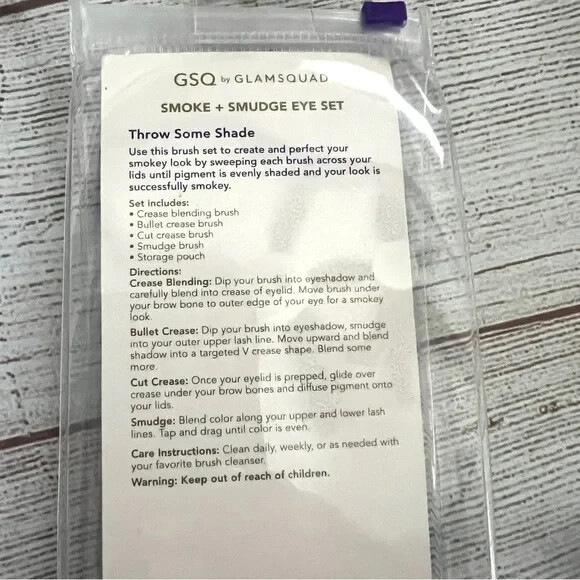 GSQ by GLAMSQUAD
SMOKE + SMUDGE EYE SET
Throw Some Shade
Use this brush set to create and perfect your
smokey look by sweeping each brush across your
lids until pigment is evenly shaded and your look is
successfully smokey.
Set includes:
• Crease blending brush
• Bullet crease brush
• Cut crease brush
• Smudge brush
• Storage pouch
Directions:
Crease Blending: Dip your brush into eyeshadow and
carefully blend into crease of eyelid. Move brush under
your brow bone to outer edge of your eye for a smokey
look.
Bullet Crease: Dip your brush into eyeshadow, smudge
into your outer upper lash line. Move upward and blend
shadow into a targeted V crease shape. Blend some
more.
Cut Crease: Once your eyelid is prepped, glide over
crease under your brow bones and diffuse pigment onto
your lids.
Smudge: Blend color along your upper and lower lash
lines. Tap and drag until color is even.
Care Instructions: Clean daily, weekly, or as needed with
your favorite brush cleanser.
Warning: Keep out of reach of children.